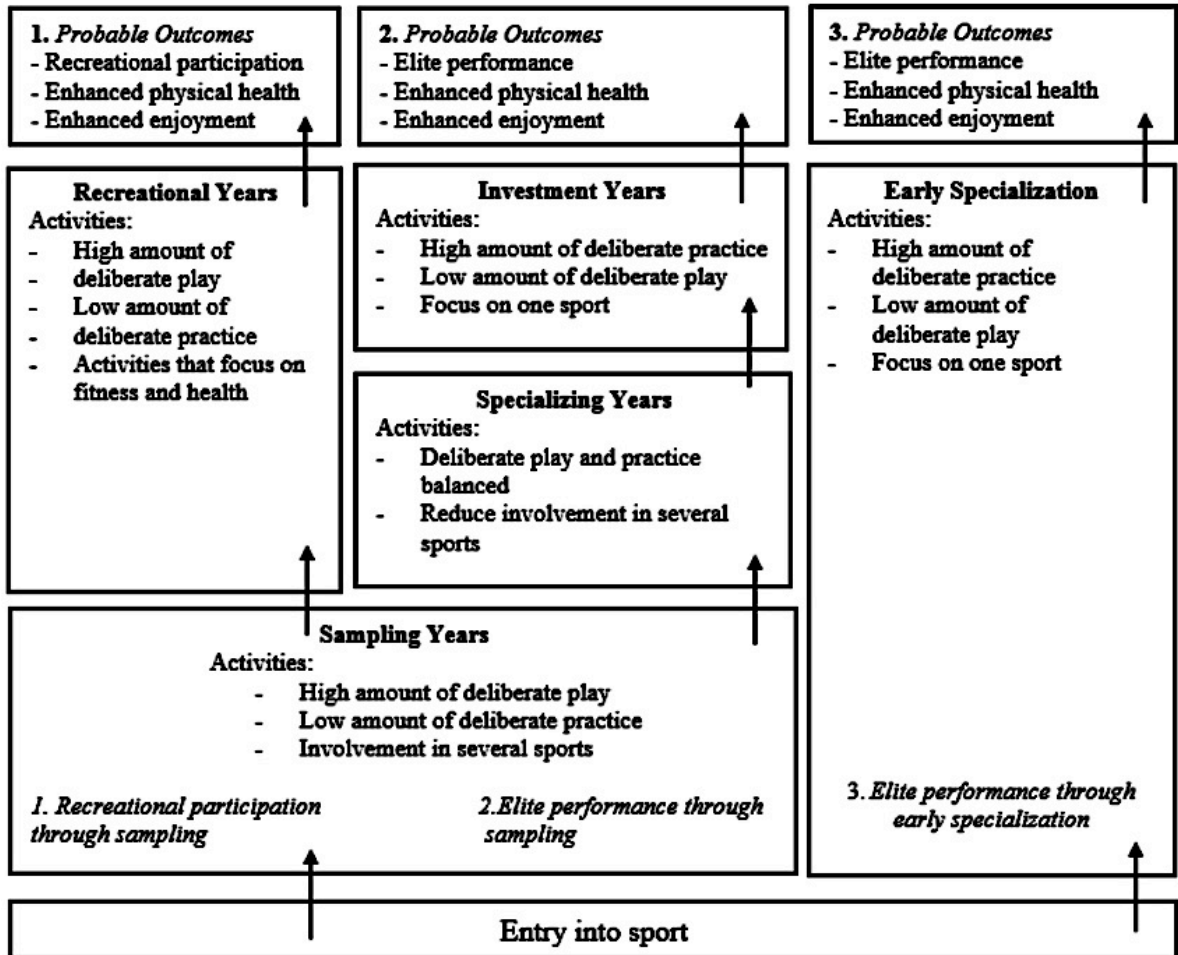 1. Probable Outcomes
- Recreational participation
- Enhanced physical health
- Enhanced enjoyment
2. Probable Outcomes
- Elite performance
- Enhanced physical health
- Enhanced enjoyment
3. Probable Outcomes
- Elite performance
- Enhanced physical health
- Enhanced enjoyment
Recreational Years
Activities:
- High amount of
- deliberate play
- Low amount of
- deliberate practice
- Activities that focus on
fitness and health
Investment Years
Activities:
- High amount of deliberate practice
- Low amount of deliberate play
- Focus on one sport
Early Specialization
Activities:
- High amount of
deliberate practice
- Low amount of
deliberate play
- Focus on one sport
Specializing Years
Activities:
- Deliberate play and practice
balanced
- Reduce involvement in several
sports
Sampling Years
Activities:
- High amount of deliberate play
- Low amount of deliberate practice
- Involvement in several sports
1. Recreational participation
through sampling
2.Elite performance through
sampling
3. Elite performance through
early specialization
Entry into sport